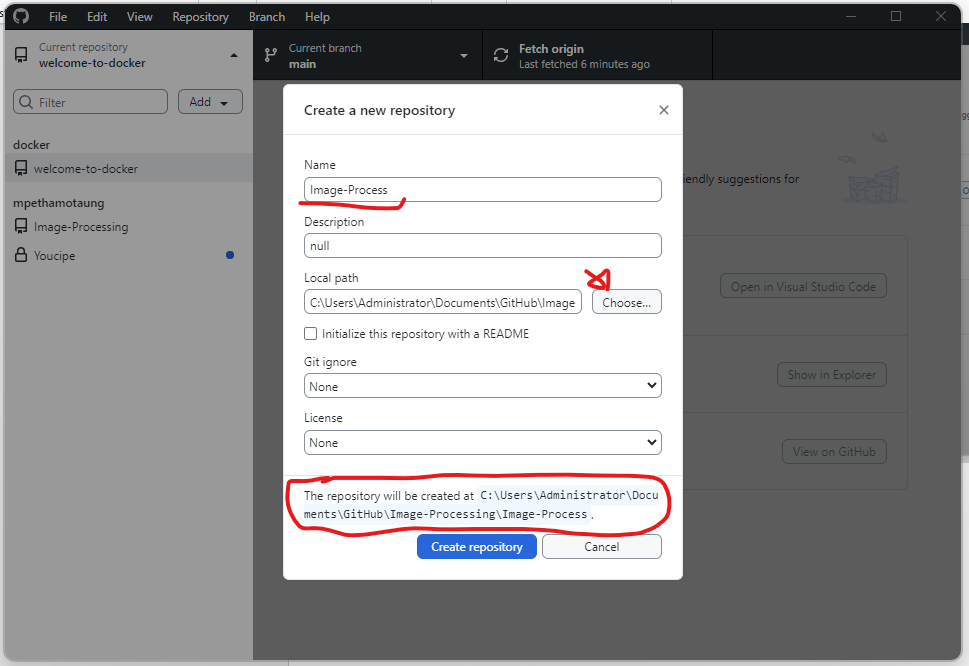 File Edit View Repository Branch Help
Current repository
welcome-to-docker
Current branch
main
Fetch origin
Last fetched 6 minutes ago
Filter
Add
docker
welcome-to-docker
mpethamotaung
Image-Processing
Youcipe
Create a new repository
Name
Image-Process
Description
null
Local path
C:\Users\Administrator\Documents\GitHub\Image
Choose...
Initialize this repository with a README
Git ignore
None
License
None
The repository will be created at C:\Users\Administrator\Docu
ments\GitHub\Image-Processing\Image-Process.
Create repository
Cancel
iendly suggestions for
Open in Visual Studio Code
Show in Explorer
View on GitHub